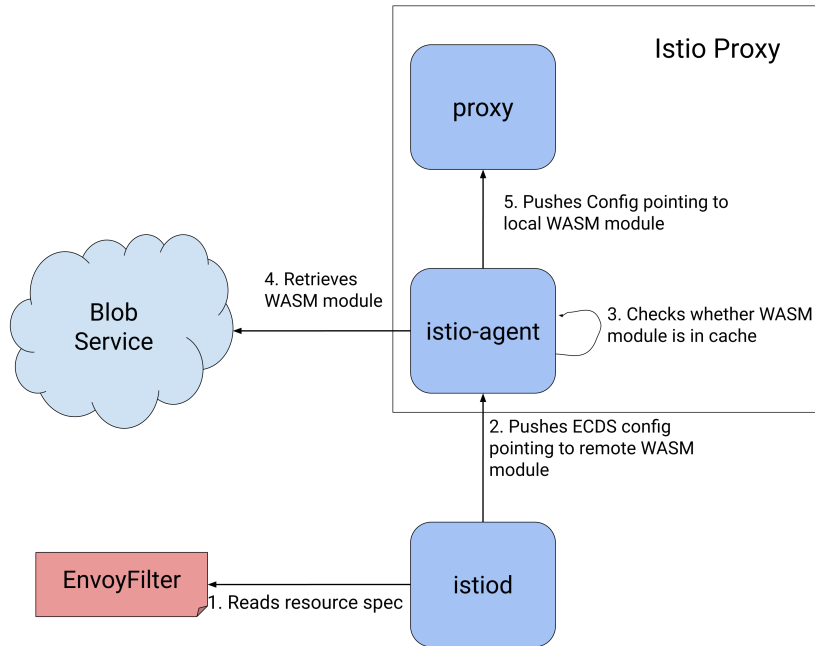 Istio Proxy
proxy
5. Pushes Config pointing to
local WASM module
4. Retrieves
WASM module
Blob
Service
istio-agent
3. Checks whether WASM
module is in cache
2. Pushes ECDS config
pointing to remote WASM
module
EnvoyFilter
1. Reads resource spec
istiod